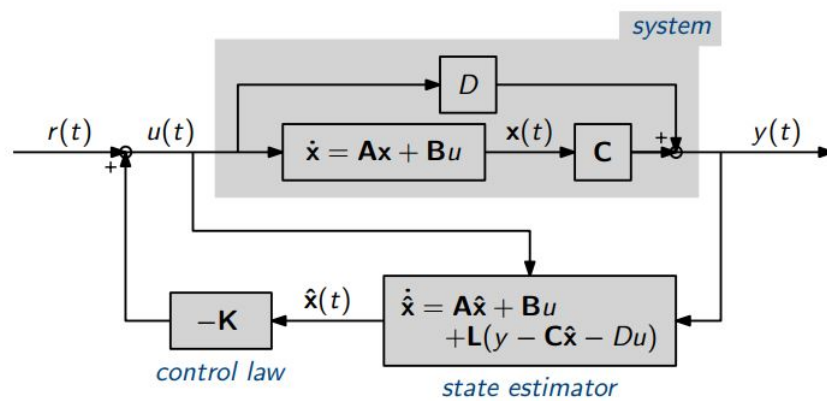 system
D
r(t)
u(t)
ẋ = Ax + Bu
x(t)
C
+
y(t)
+
−K
x̂(t)
x̂̇ = Ax̂ + Bu
+L(y − Cx̂ − Du)
control law
state estimator